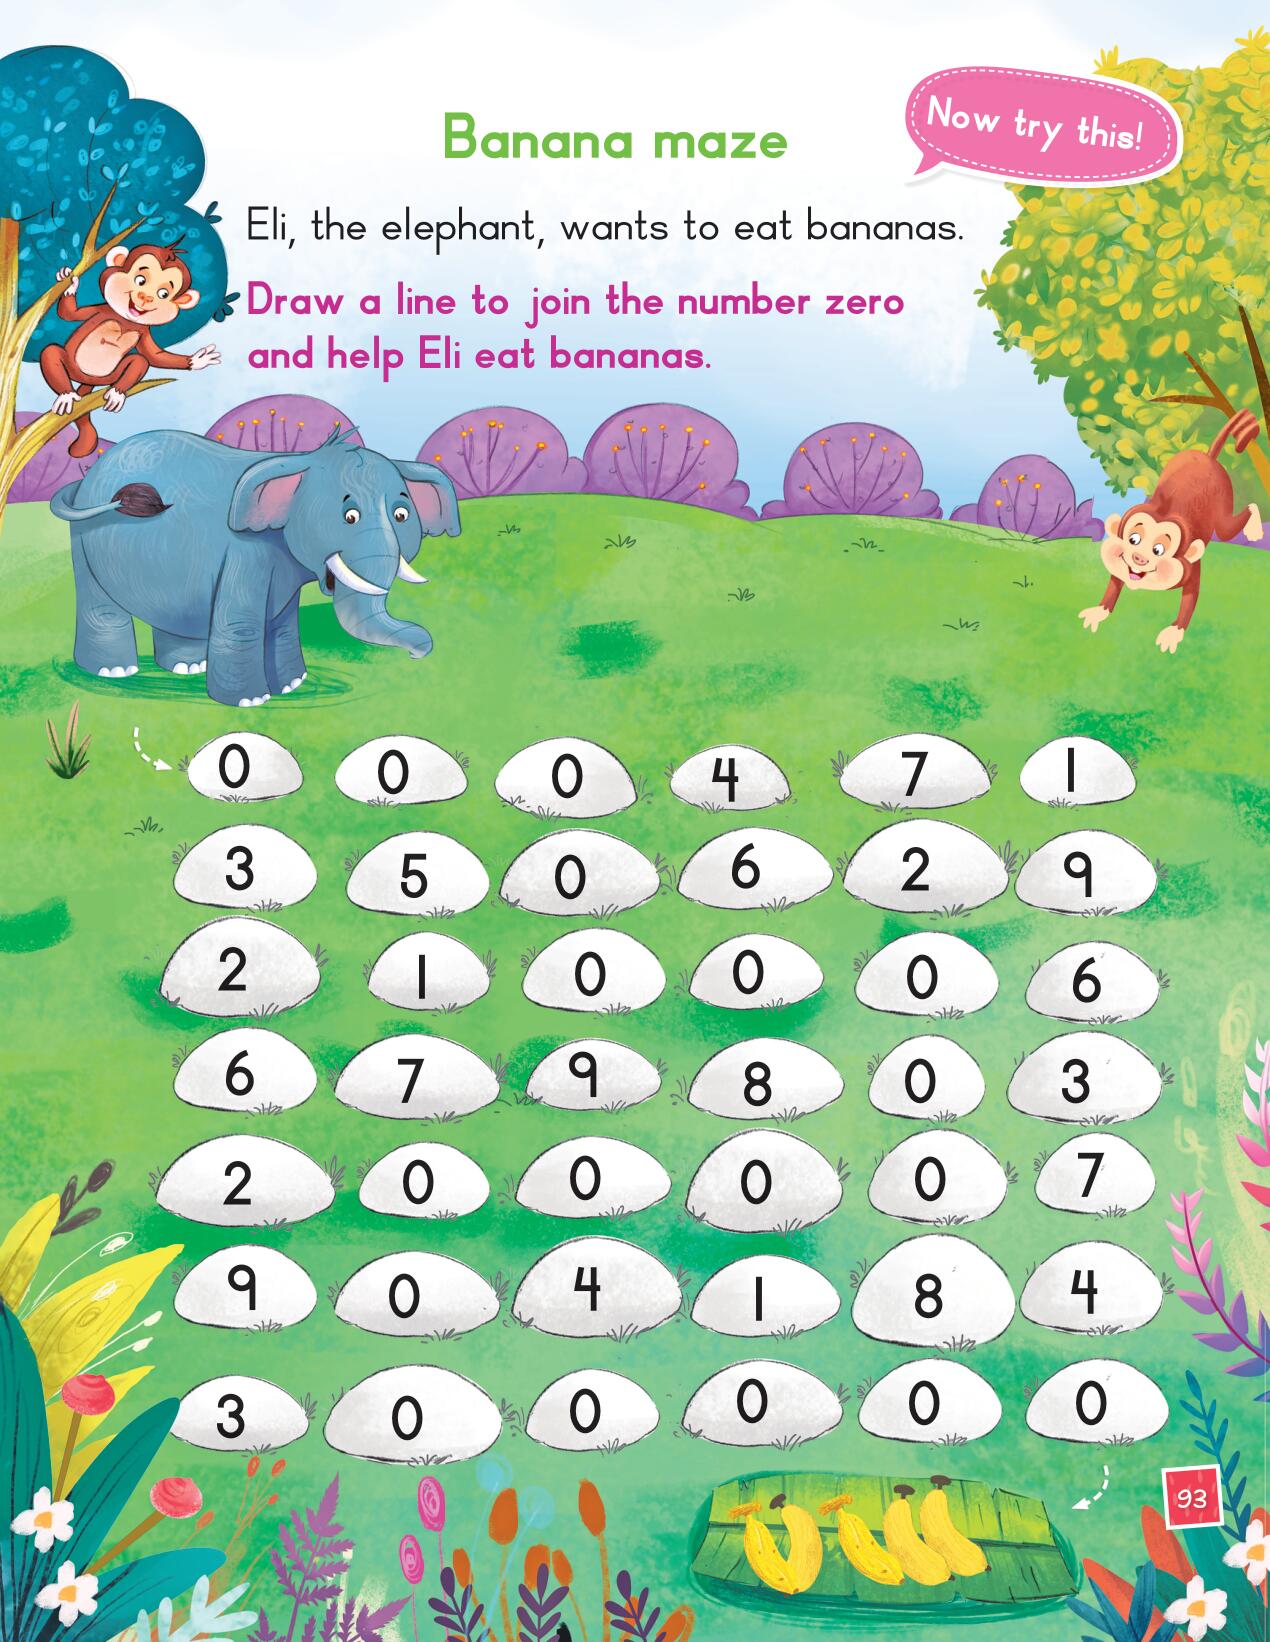 Banana maze
Now try this!
Eli, the elephant, wants to eat bananas.
Draw a line to join the number zero
and help Eli eat bananas.
0 0 0 4 7 1
3 5 0 6 2 9
2 1 0 0 0 6
6 7 9 8 0 3
2 0 0 0 0 7
9 0 4 1 8 4
3 0 0 0 0 0
93